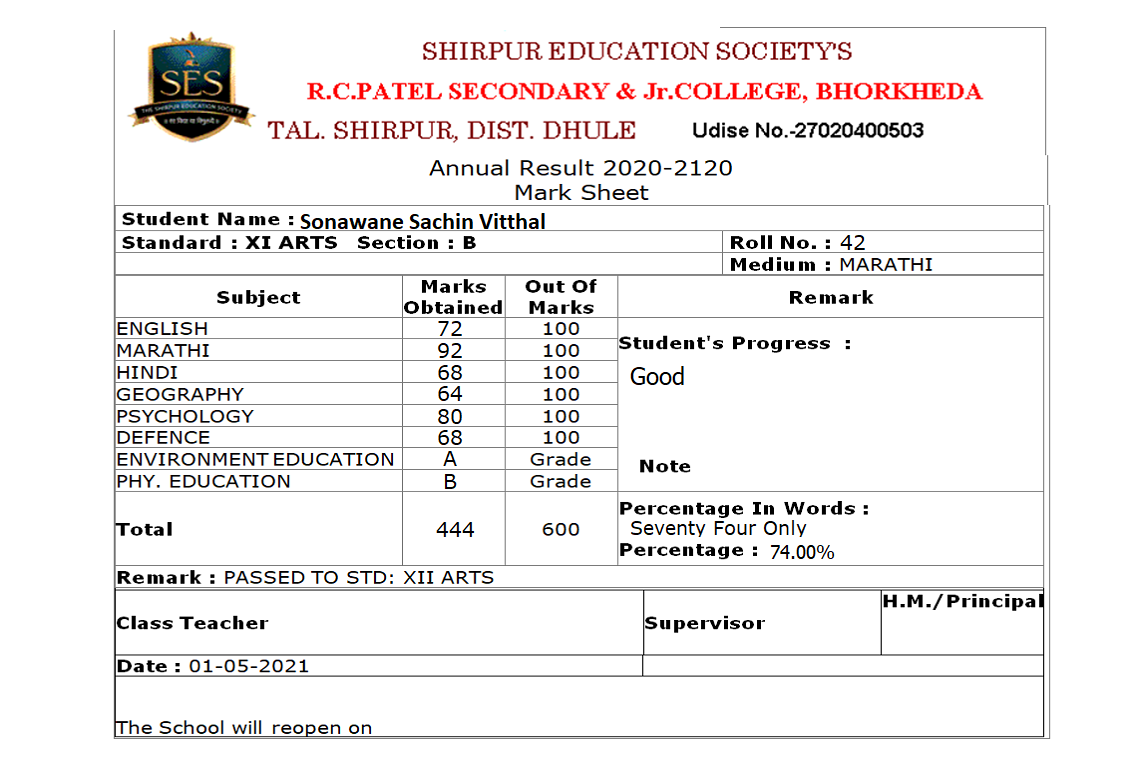 SES
THE SHIRPUR EDUCATION SOCIETY
SHIRPUR EDUCATION SOCIETY'S
R.C.PATEL SECONDARY & Jr.COLLEGE, BHORKHEDA
TAL. SHIRPUR, DIST. DHULE Udise No.-27020400503
Annual Result 2020-2120
Mark Sheet
Student Name : Sonawane Sachin Vitthal
Standard : XI ARTS Section : B Roll No. : 42
Medium : MARATHI
Subject Marks Obtained Out Of Marks Remark
ENGLISH 72 100
MARATHI 92 100
Student's Progress :
HINDI 68 100
Good
GEOGRAPHY 64 100
PSYCHOLOGY 80 100
DEFENCE 68 100
ENVIRONMENT EDUCATION A Grade
Note
PHY. EDUCATION B Grade
Total 444 600
Percentage In Words :
Seventy Four Only
Percentage : 74.00%
Remark : PASSED TO STD: XII ARTS
Class Teacher Supervisor H.M./Principal
Date : 01-05-2021
The School will reopen on